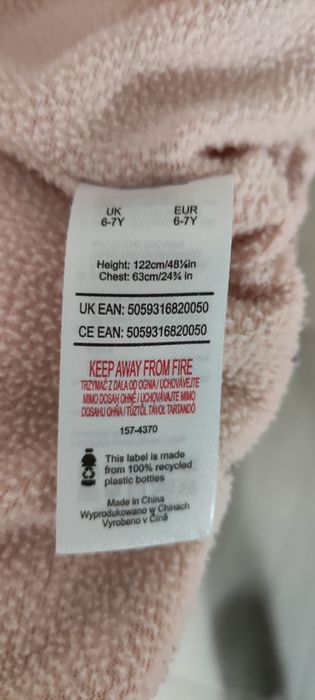 UK EUR
6-7Y 6-7Y
Height: 122cm/48⅛in
Chest: 63cm/24¾ in
UK EAN: 5059316820050
CE EAN: 5059316820050
KEEP AWAY FROM FIRE
TRZYMAĆ Z DALA OD OGNIA / UCHOVÁVEJTE
MIMO DOSAH OHNĚ / UCHOVÁVAJTE MIMO
DOSAHU OHŇA / TŰZTŐL TÁVOL TARTANDÓ
157-4370
This label is made
from 100% recycled
plastic bottles
Made in China
Wyprodukowano w Chinach
Vyrobeno v Číně